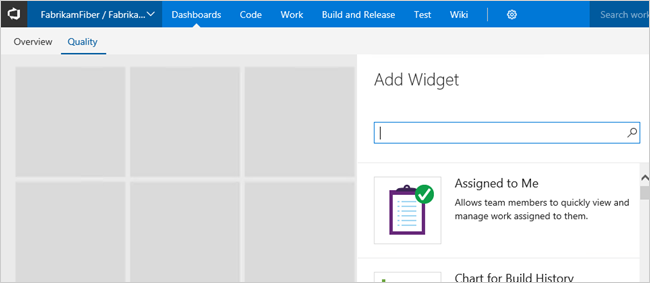 FabrikamFiber / Fabrika... Dashboards Code Work Build and Release Test Wiki Search work
Overview Quality
Add Widget
Assigned to Me
Allows team members to quickly view and
manage work assigned to them.
Chart for Build History